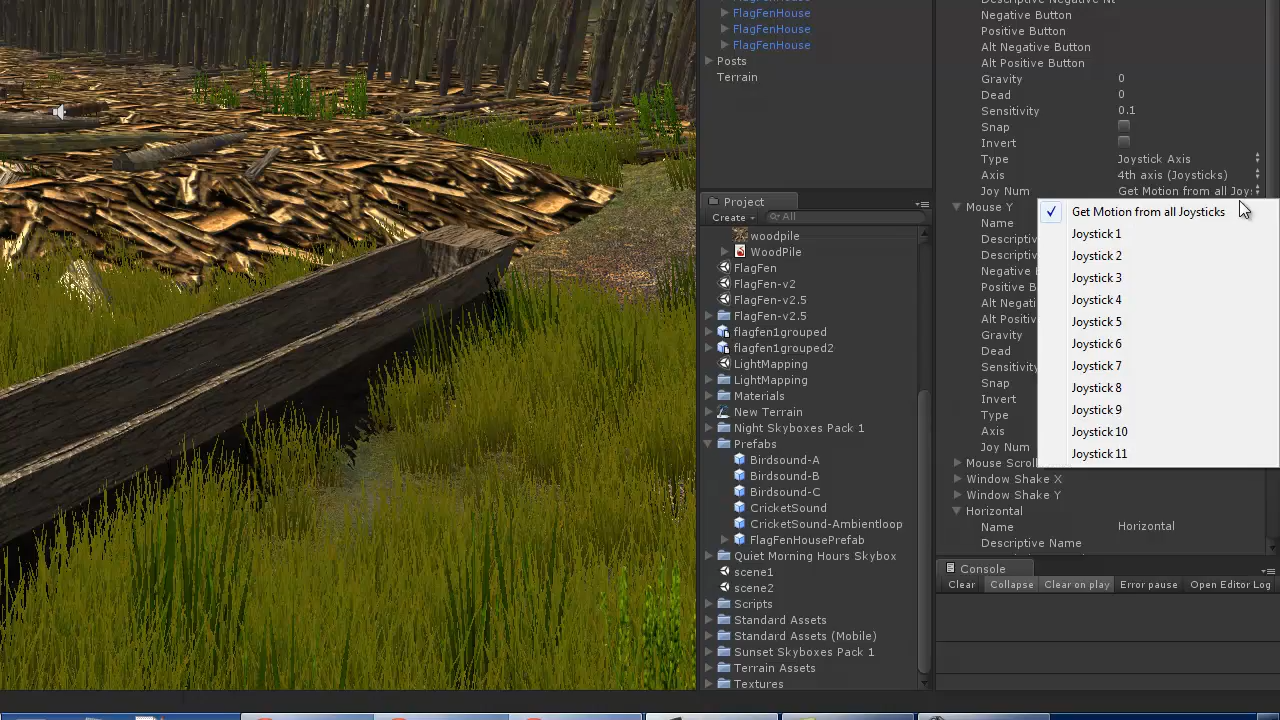 FlagFenHouse
FlagFenHouse
FlagFenHouse
Posts
Terrain
Project
Create
All
woodpile
WoodPile
FlagFen
FlagFen-v2
FlagFen-v2.5
FlagFen-v2.5
flagfen1grouped
flagfen1grouped2
LightMapping
LightMapping
Materials
New Terrain
Night Skyboxes Pack 1
Prefabs
Birdsound-A
Birdsound-B
Birdsound-C
CricketSound
CricketSound-Ambientloop
FlagFenHousePrefab
Quiet Morning Hours Skybox
scene1
scene2
Scripts
Standard Assets
Standard Assets (Mobile)
Sunset Skyboxes Pack 1
Terrain Assets
Textures
Negative Button
Positive Button
Alt Negative Button
Alt Positive Button
Gravity 0
Dead 0
Sensitivity 0.1
Snap
Invert
Type Joystick Axis
Axis 4th axis (Joysticks)
Joy Num Get Motion from all Joy
Mouse Y
Name
Descriptiv
Descriptiv
Negative
Positive B
Alt Negati
Alt Positiv
Gravity
Dead
Sensitivity
Snap
Invert
Type
Axis
Joy Num
Mouse Scrol
Window Shake X
Window Shake Y
Horizontal
Name Horizontal
Descriptive Name
Get Motion from all Joysticks
Joystick 1
Joystick 2
Joystick 3
Joystick 4
Joystick 5
Joystick 6
Joystick 7
Joystick 8
Joystick 9
Joystick 10
Joystick 11
Console
Clear Collapse Clear on play Error pause Open Editor Log